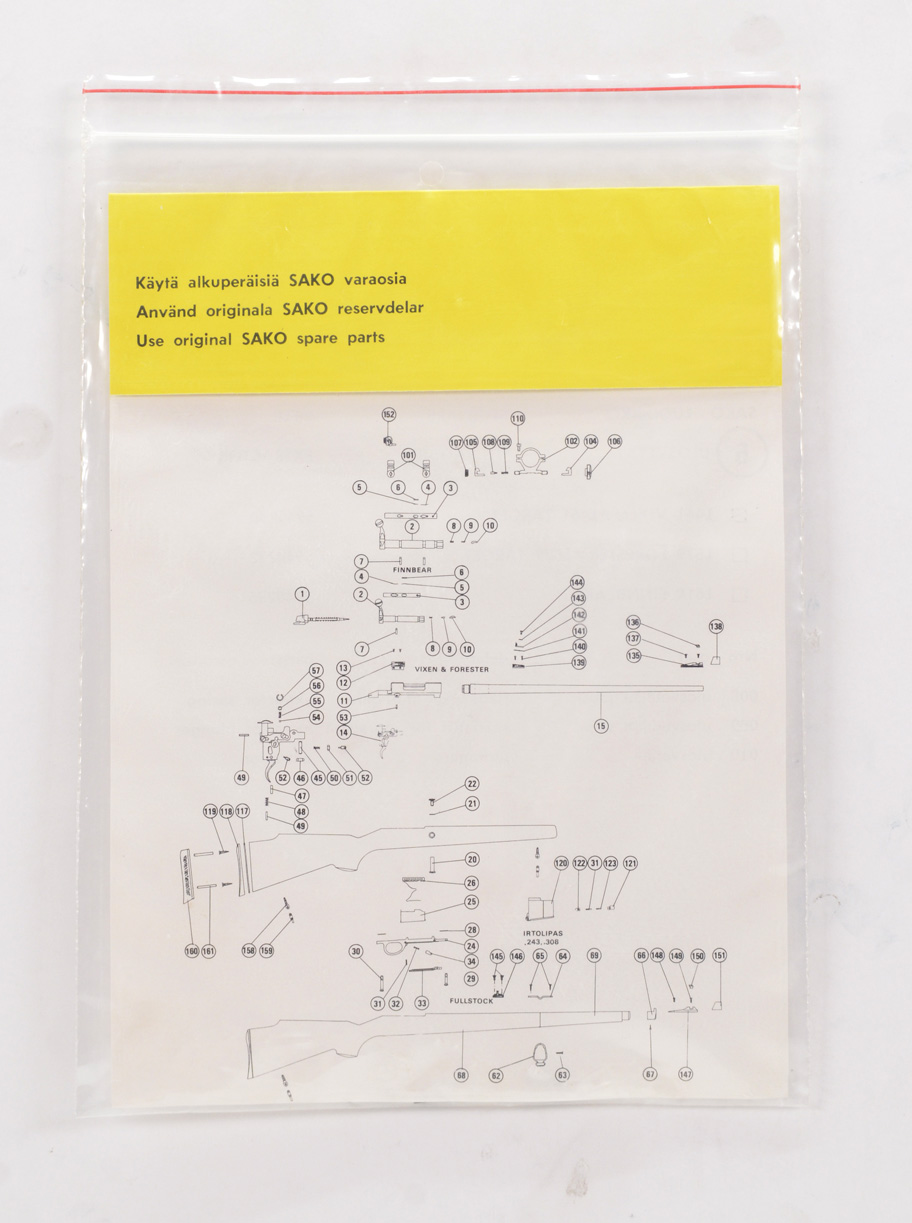 Käytä alkuperäisiä SAKO varaosia
Använd originala SAKO reservdelar
Use original SAKO spare parts
152
110
107 105 108 109 102 104 106
101
5 6 4 3
2 8 9 10
7
FINNBEAR
4 6
5
1 2 3
144
143
142
141
140
139
136
137
138
135
7 8 9 10
13
VIXEN & FORESTER
12
57
56
55
54
11
53
14
15
49 52 46 45 50 51 52
47
48
49
22
21
119 118 117
20
26
25
120 122 31 123 121
IRTOLIPAS
.243, .308
28
24
34
29
160 161 158 159
30
31 32 33
FULLSTOCK
145 146 65 64 69 66 148 149 150 151
68 62 63 67 147